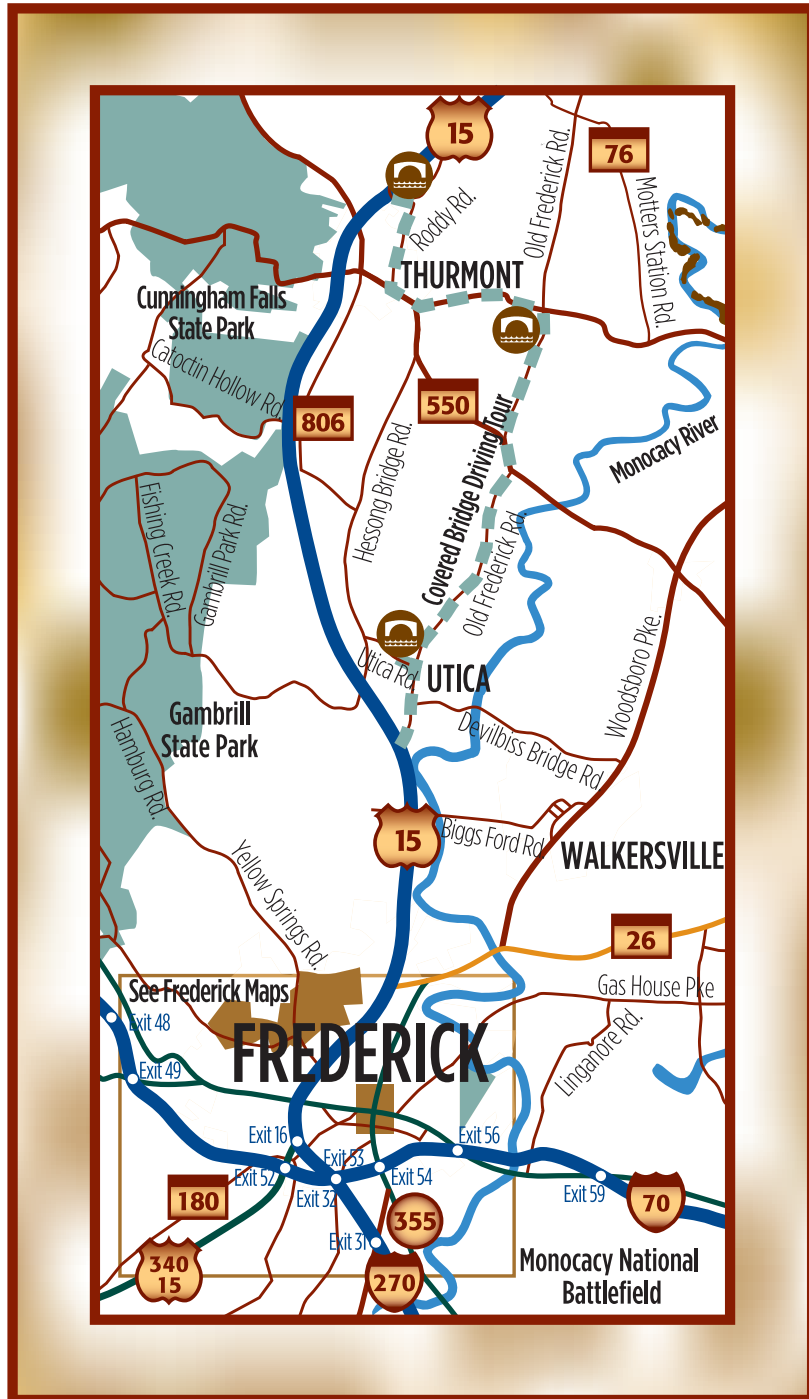 15
76
Old Frederick Rd.
Motters Station Rd.
Roddy Rd.
THURMONT
Cunningham Falls
State Park
Catoctin Hollow Rd.
806
550
Hessong Bridge Rd.
Covered Bridge Driving Tour
Monocacy River
Fishing Creek Rd.
Gambrill Park Rd.
Old Frederick Rd.
Utica Rd.
UTICA
Woodsboro Pke.
Gambrill
State Park
Devilbiss Bridge Rd.
Hamburg Rd.
15
Biggs Ford Rd.
WALKERSVILLE
Yellow Springs Rd.
26
See Frederick Maps
Gas House Pke
Exit 48
FREDERICK
Linganore Rd.
Exit 49
Exit 16
Exit 56
Exit 53
Exit 52
Exit 54
Exit 32
Exit 59
180
70
355
Exit 31
340
15
270
Monocacy National
Battlefield